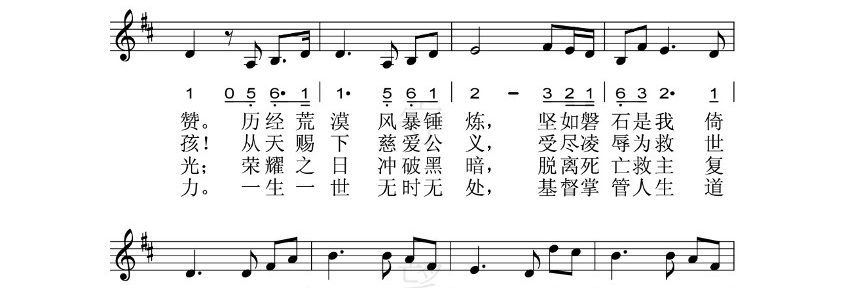 1 0 5 6• 1 | 1• 5 6 1 | 2 – 3 2 1 | 6 3 2• 1 |
赞。 历经荒漠 风暴锤炼， 坚如磐石是我倚
孩！ 从天赐下 慈爱公义， 受尽凌辱为救世
光； 荣耀之日 冲破黑暗， 脱离死亡救主复
力。 一生一世 无时无处， 基督掌管人生道